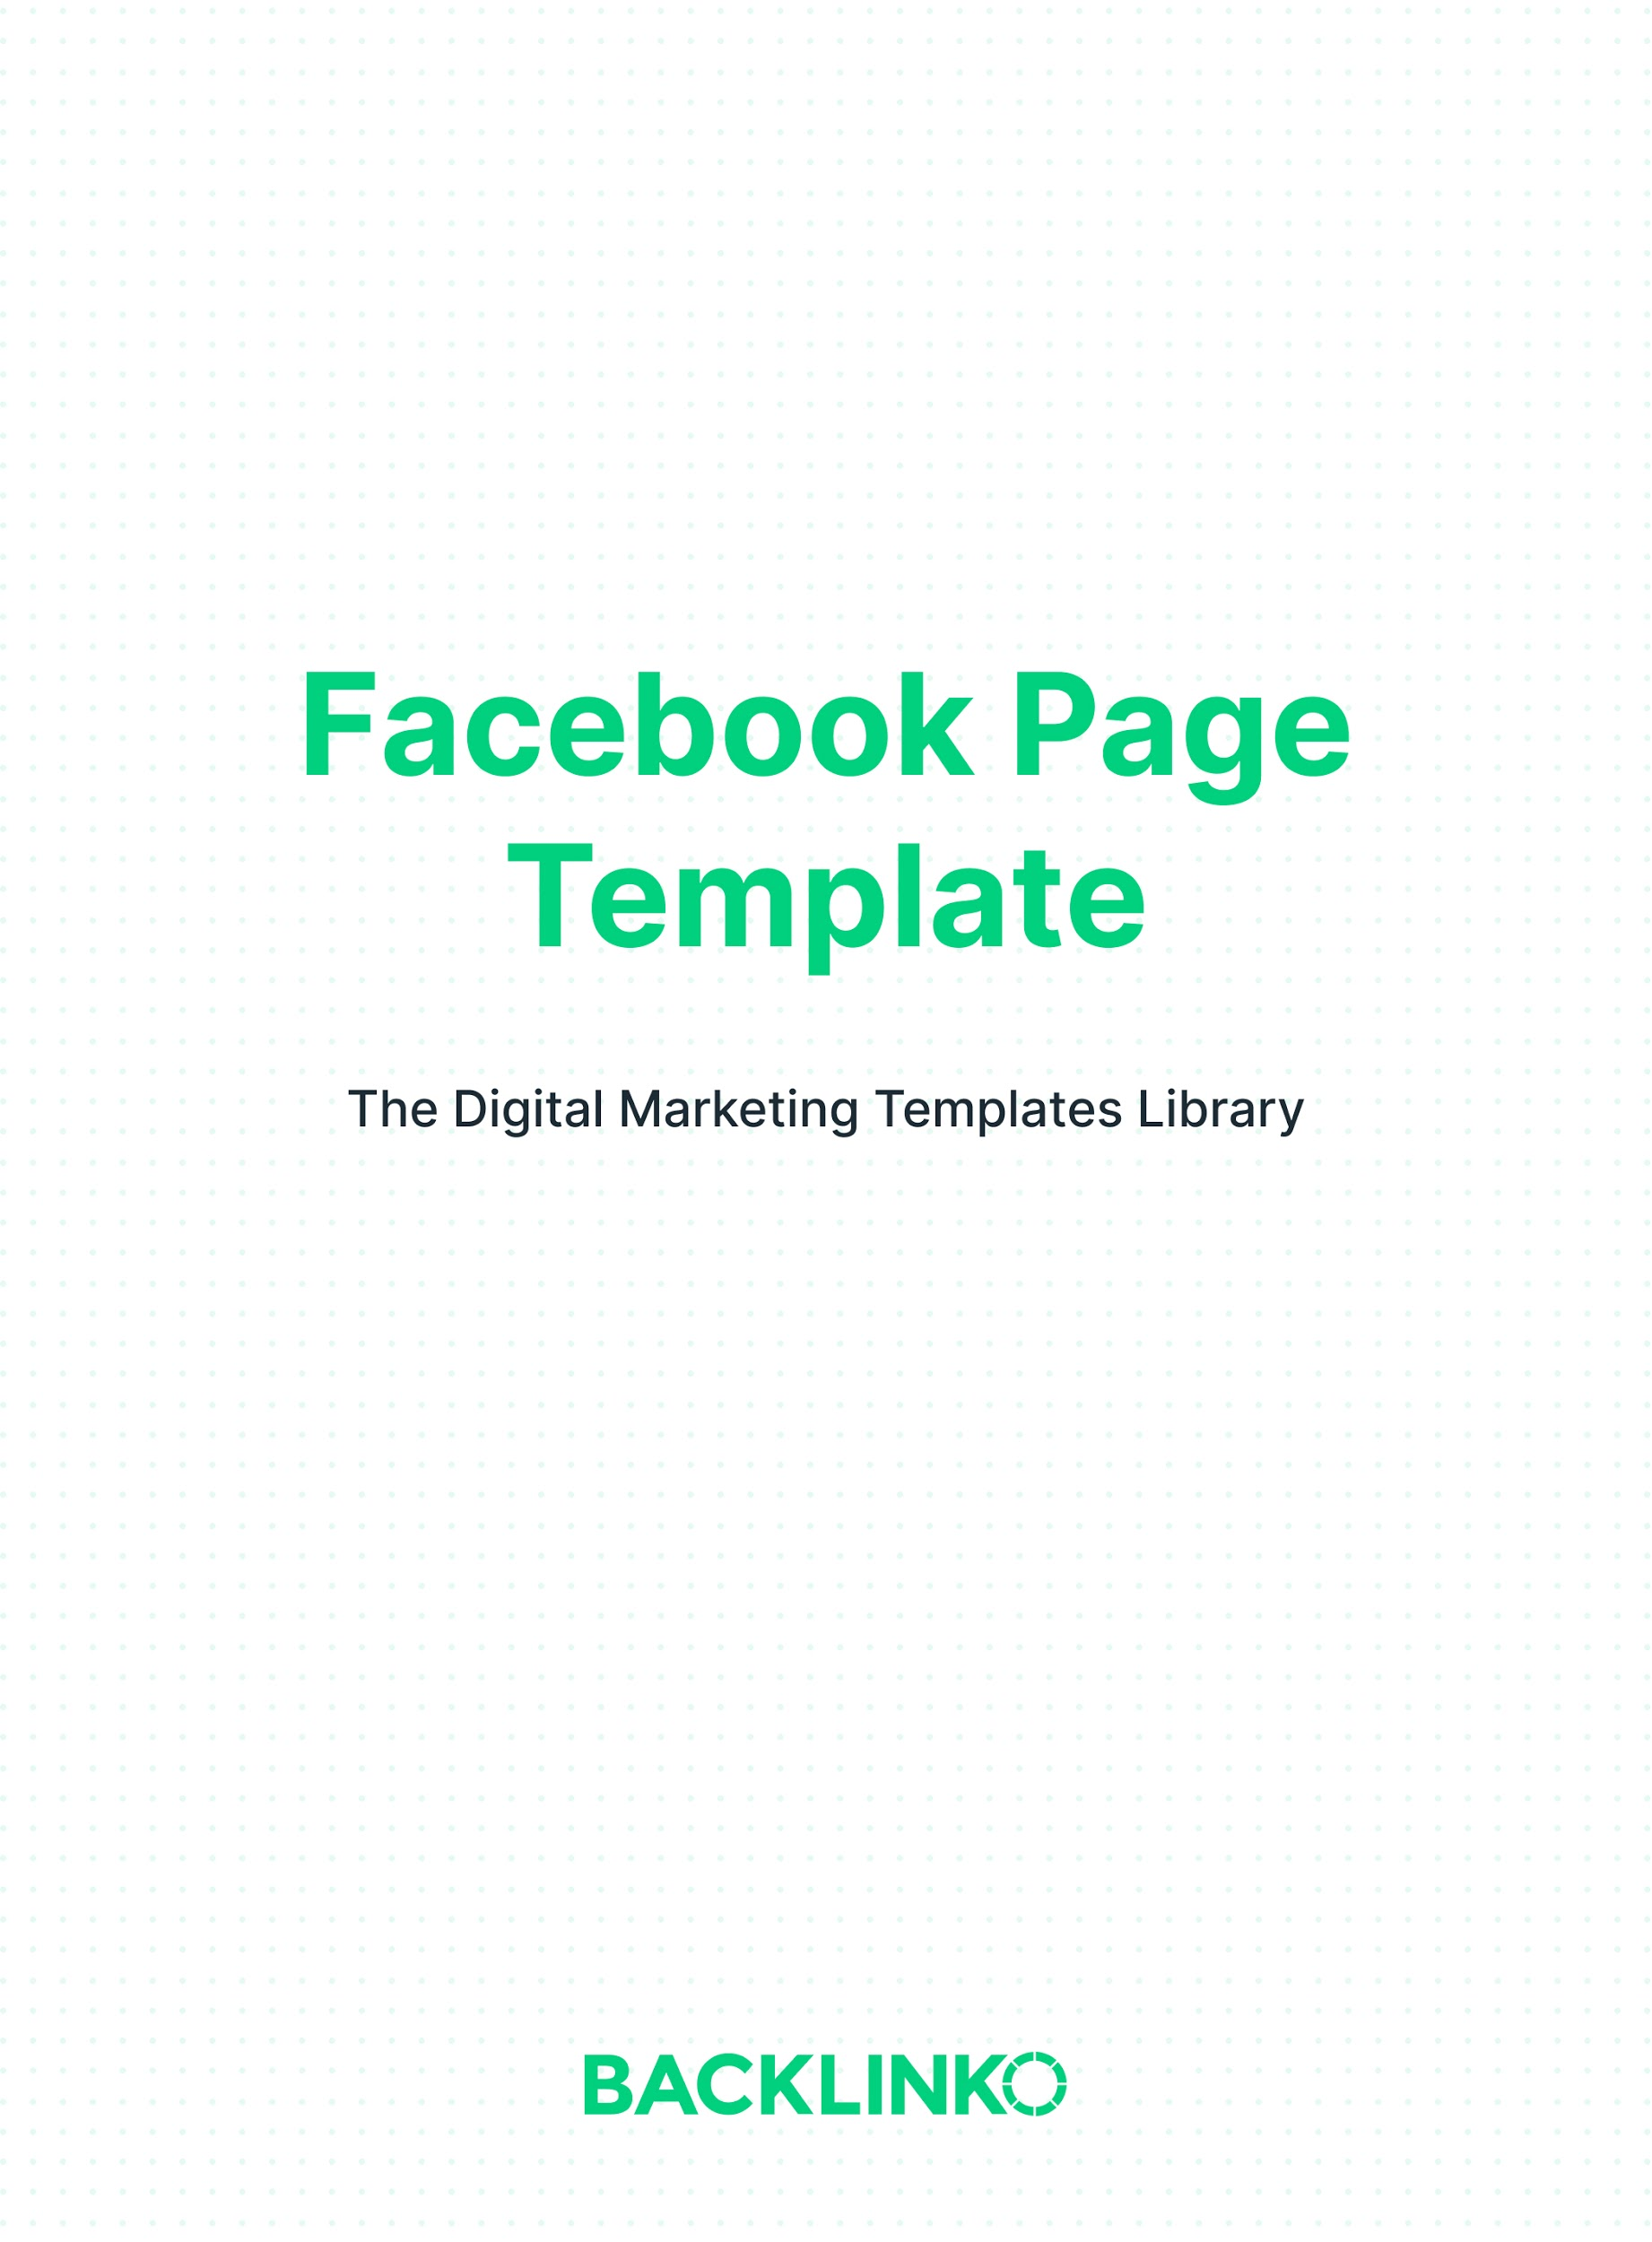 Facebook Page
Template
The Digital Marketing Templates Library
BACKLINKO